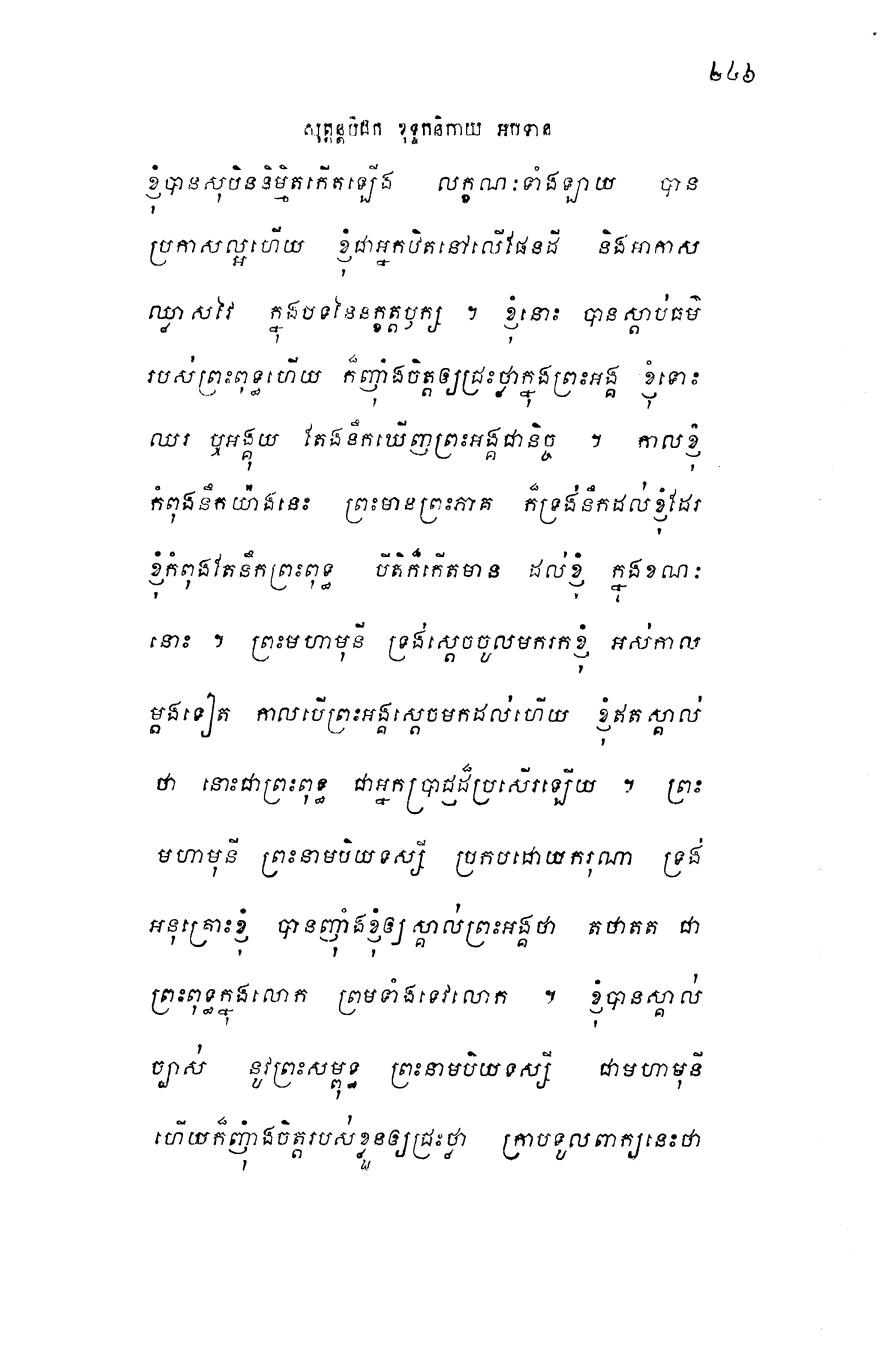 ២៤៦
សុត្តន្តបិដក ខុទ្ទកនិកាយ អបទាន
ខ្ញុំបានសុបិននិម្មិតកើតឡើង លក្ខណៈទាំងឡាយ បាន
ប្រកាសល្អហើយ ខ្ញុំជាអ្នកឋិតនៅលើផែនដី និងអាកាស
ឈ្លាសវៃ ក្នុងបទនៃនក្ខត្តឫក្ស ។ ខ្ញុំនោះ បានស្តាប់ធម៌
របស់ព្រះពុទ្ធហើយ ក៏ញ៉ាំងចិត្តឲ្យជ្រះថ្លាក្នុងព្រះអង្គ ខ្ញុំទោះ
ឈរ ឬអង្គុយ តែងនឹកឃើញព្រះអង្គជានិច្ច ។ កាលខ្ញុំ
កំពុងនឹកយ៉ាងនេះ ព្រះមានព្រះភាគ ក៏ទ្រង់នឹកដល់ខ្ញុំដែរ
ខ្ញុំកំពុងតែនឹកព្រះពុទ្ធ បីតិក៏កើតមាន ដល់ខ្ញុំ ក្នុងខណៈ
នោះ ។ ព្រះមហាមុនី ទ្រង់ស្តេចចូលមករកខ្ញុំ អស់កាល
ម្តងទៀត កាលបើព្រះអង្គស្តេចមកដល់ហើយ ខ្ញុំឥតស្គាល់
ថា នោះជាព្រះពុទ្ធ ជាអ្នកប្រាជ្ញដ៏ប្រសើរឡើយ ។ ព្រះ
មហាមុនី ព្រះនាមបិយទស្សី ប្រកបដោយករុណា ទ្រង់
អនុគ្រោះខ្ញុំ បានញ៉ាំងខ្ញុំឲ្យស្គាល់ព្រះអង្គថា តថាគត ជា
ព្រះពុទ្ធក្នុងលោក ព្រមទាំងទេវលោក ។ ខ្ញុំបានស្គាល់
ច្បាស់ នូវព្រះសម្ពុទ្ធ ព្រះនាមបិយទស្សី ជាមហាមុនី
ហើយក៏ញុំាងចិត្តរបស់ខ្លួនឲ្យជ្រះថ្លា ក្រាបទូលពាក្យនេះថា